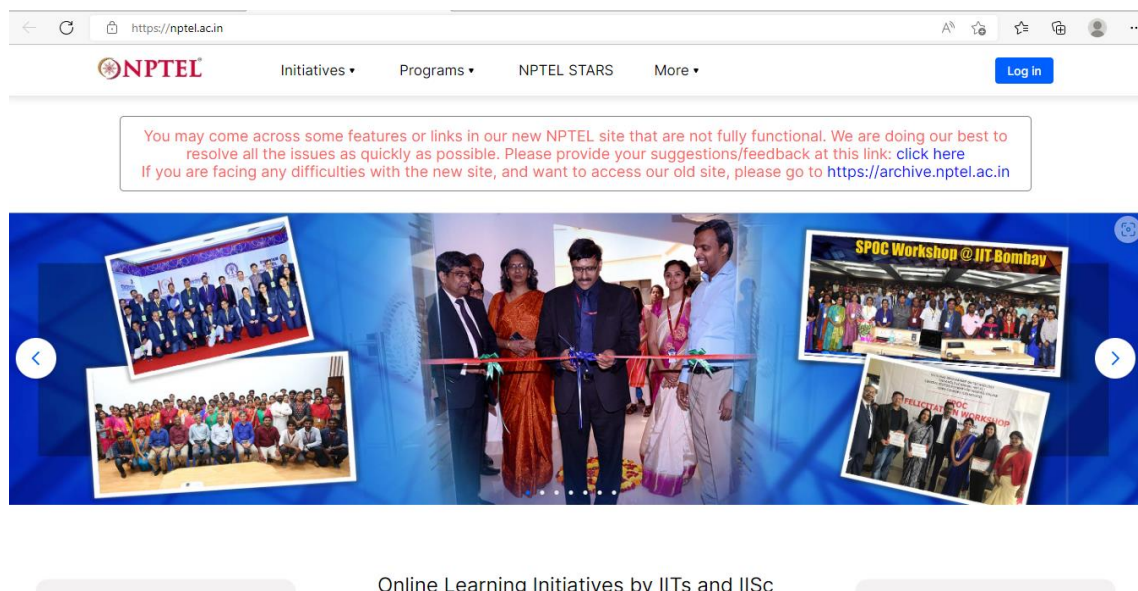 https://nptel.ac.in
NPTEL
Initiatives ▾ Programs ▾ NPTEL STARS More ▾ Log in
You may come across some features or links in our new NPTEL site that are not fully functional. We are doing our best to
resolve all the issues as quickly as possible. Please provide your suggestions/feedback at this link: click here
If you are facing any difficulties with the new site, and want to access our old site, please go to https://archive.nptel.ac.in
SPOC Workshop @ IIT Bombay
SPOC
FELICITATION WORKSHOP
Online Learning Initiatives by IITs and IISc